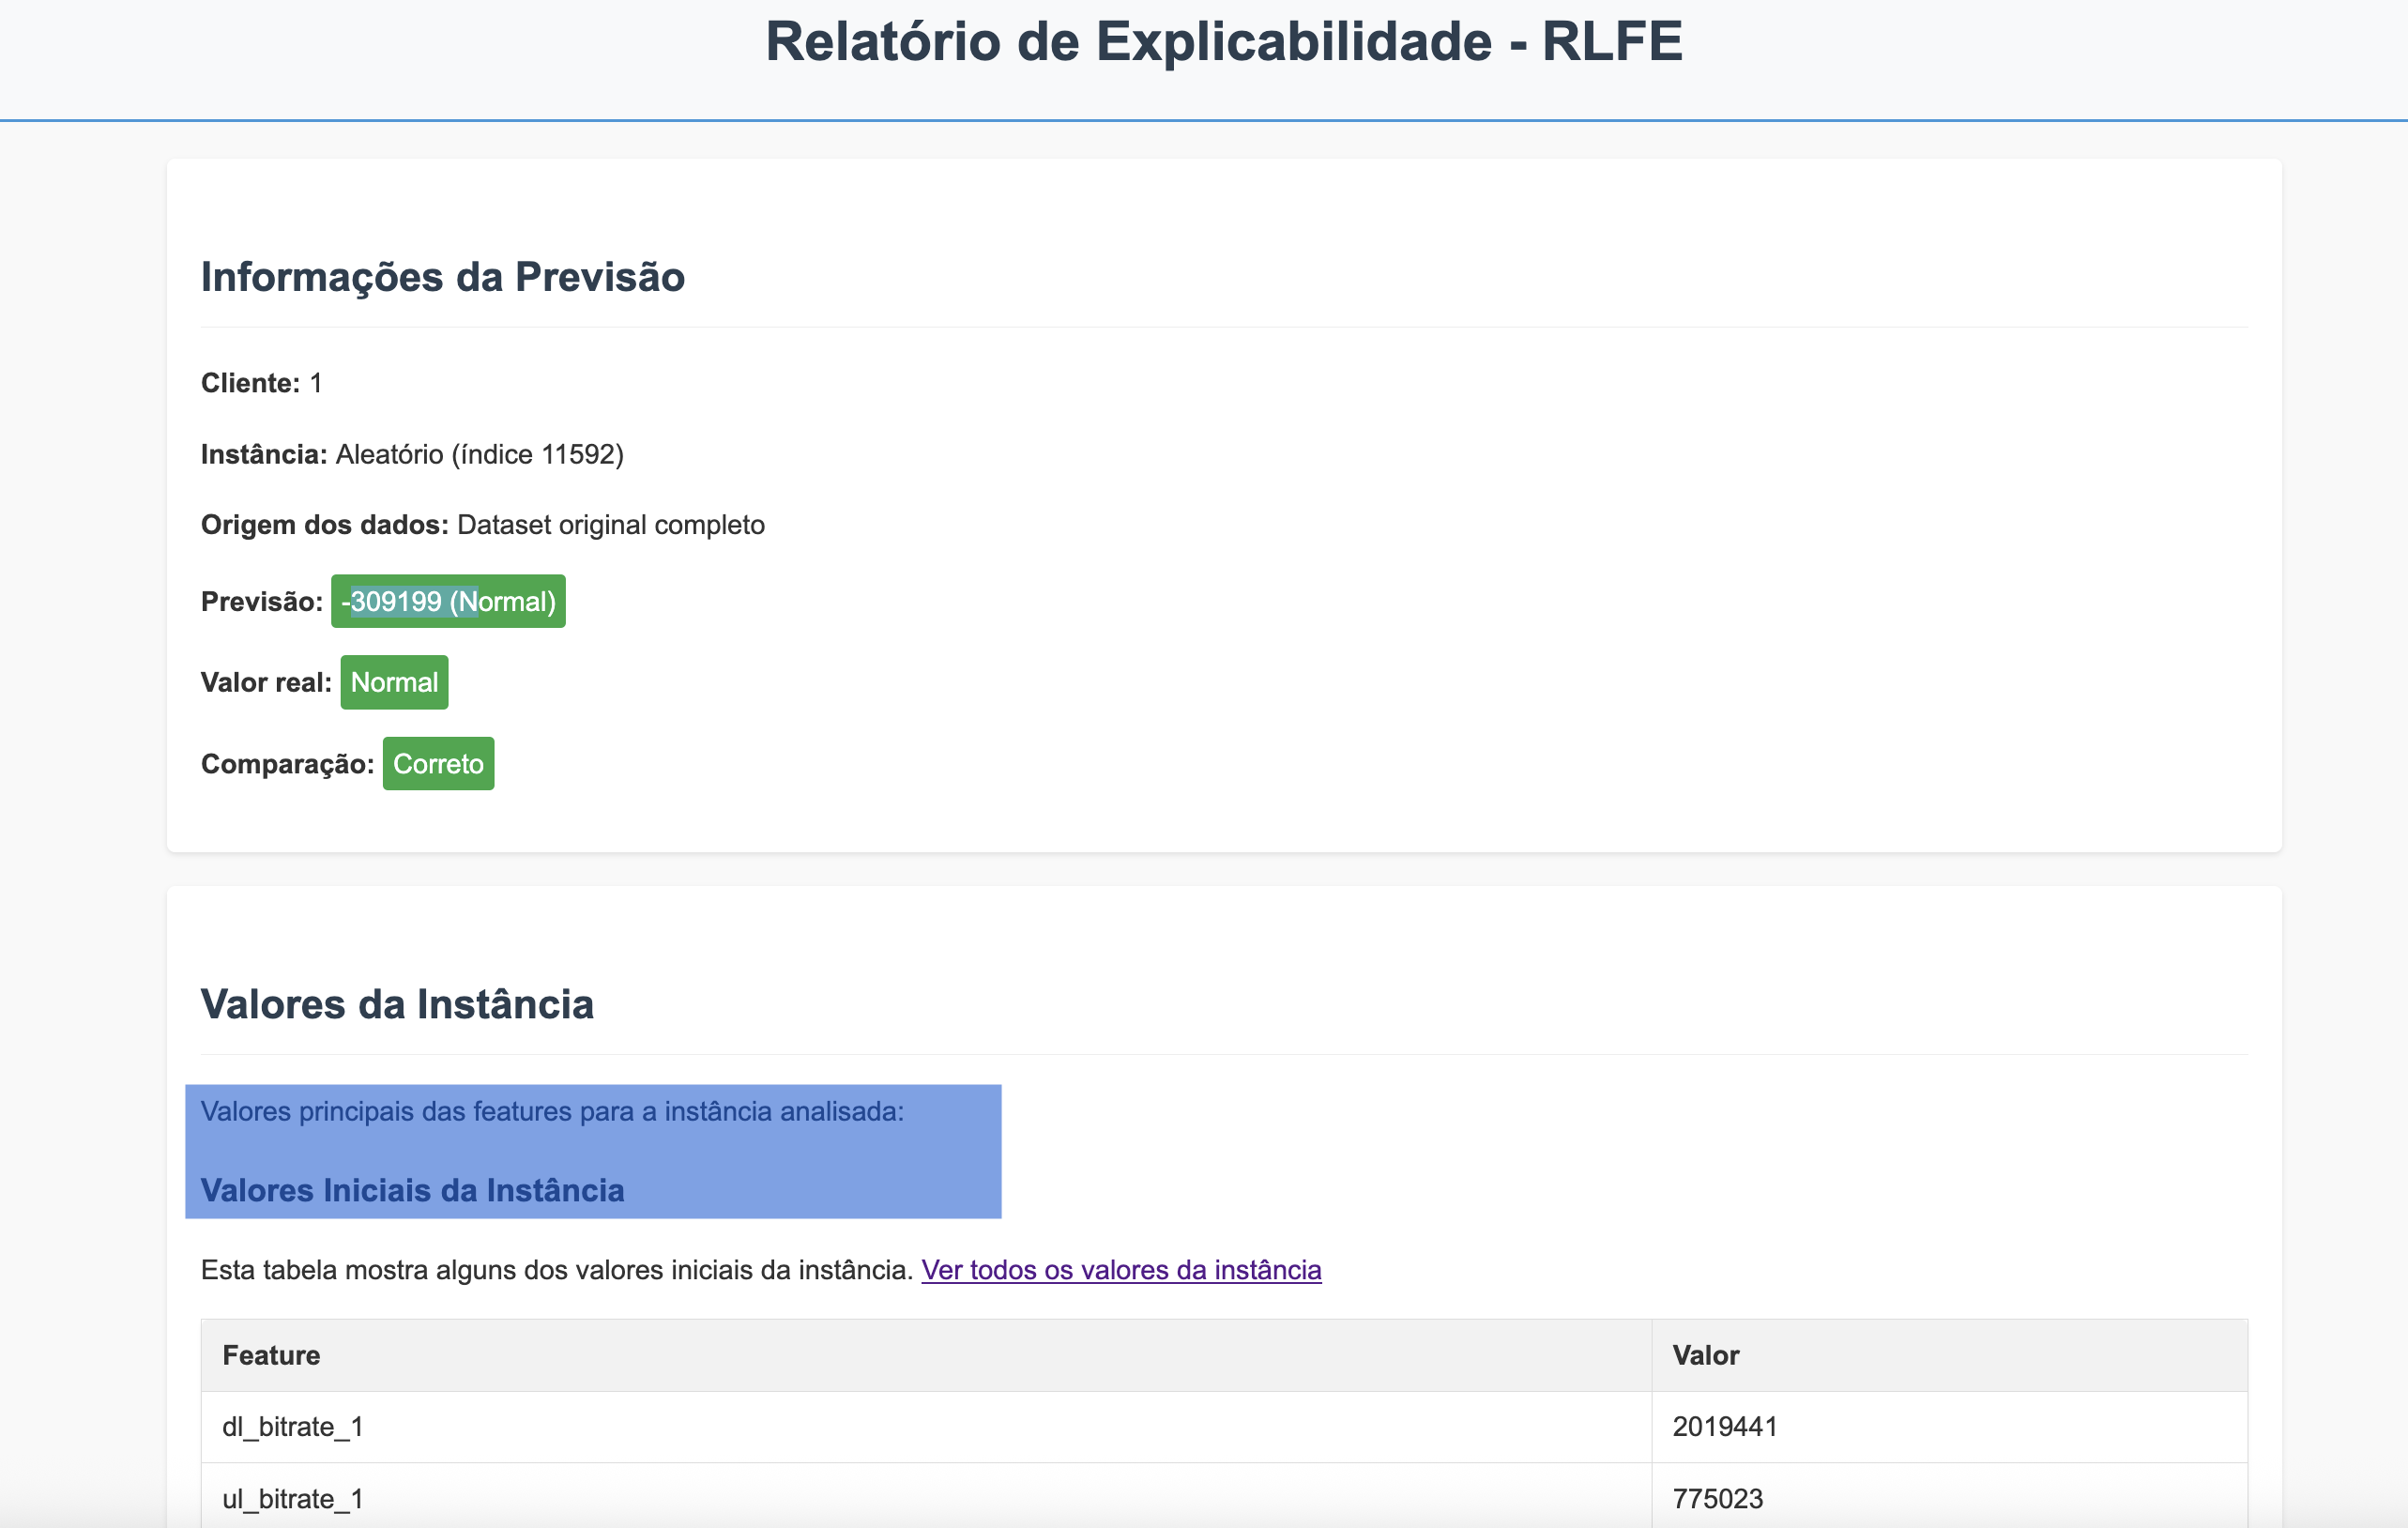 Relatório de Explicabilidade - RLFE
Informações da Previsão
Cliente: 1
Instância: Aleatório (índice 11592)
Origem dos dados: Dataset original completo
Previsão: -309199 (Normal)
Valor real: Normal
Comparação: Correto
Valores da Instância
Valores principais das features para a instância analisada:
Valores Iniciais da Instância
Esta tabela mostra alguns dos valores iniciais da instância. Ver todos os valores da instância
Feature Valor
dl_bitrate_1 2019441
ul_bitrate_1 775023